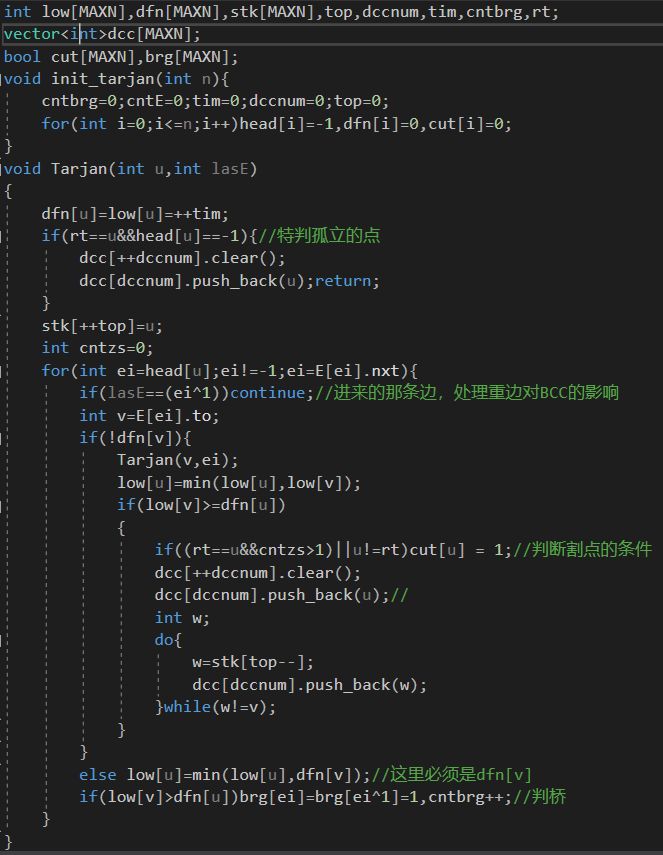 int low[MAXN],dfn[MAXN],stk[MAXN],top,dccnum,tim,cntbrg,rt;
vector<int>dcc[MAXN];
bool cut[MAXN],brg[MAXN];
void init_tarjan(int n){
    cntbrg=0;cntE=0;tim=0;dccnum=0;top=0;
    for(int i=0;i<=n;i++)head[i]=-1,dfn[i]=0,cut[i]=0;
}
void Tarjan(int u,int lasE)
{
    dfn[u]=low[u]=++tim;
    if(rt==u&&head[u]==-1){//特判孤立的点
        dcc[++dccnum].clear();
        dcc[dccnum].push_back(u);return;
    }
    stk[++top]=u;
    int cntzs=0;
    for(int ei=head[u];ei!=-1;ei=E[ei].nxt){
        if(lasE==(ei^1))continue;//进来的那条边，处理重边对BCC的影响
        int v=E[ei].to;
        if(!dfn[v]){
            Tarjan(v,ei);
            low[u]=min(low[u],low[v]);
            if(low[v]>=dfn[u])
            {
                if((rt==u&&cntzs>1)||u!=rt)cut[u] = 1;//判断割点的条件
                dcc[++dccnum].clear();
                dcc[dccnum].push_back(u);//
                int w;
                do{
                    w=stk[top--];
                    dcc[dccnum].push_back(w);
                }while(w!=v);
            }
        }
        else low[u]=min(low[u],dfn[v]);//这里必须是dfn[v]
        if(low[v]>dfn[u])brg[ei]=brg[ei^1]=1,cntbrg++;//判桥
    }
}